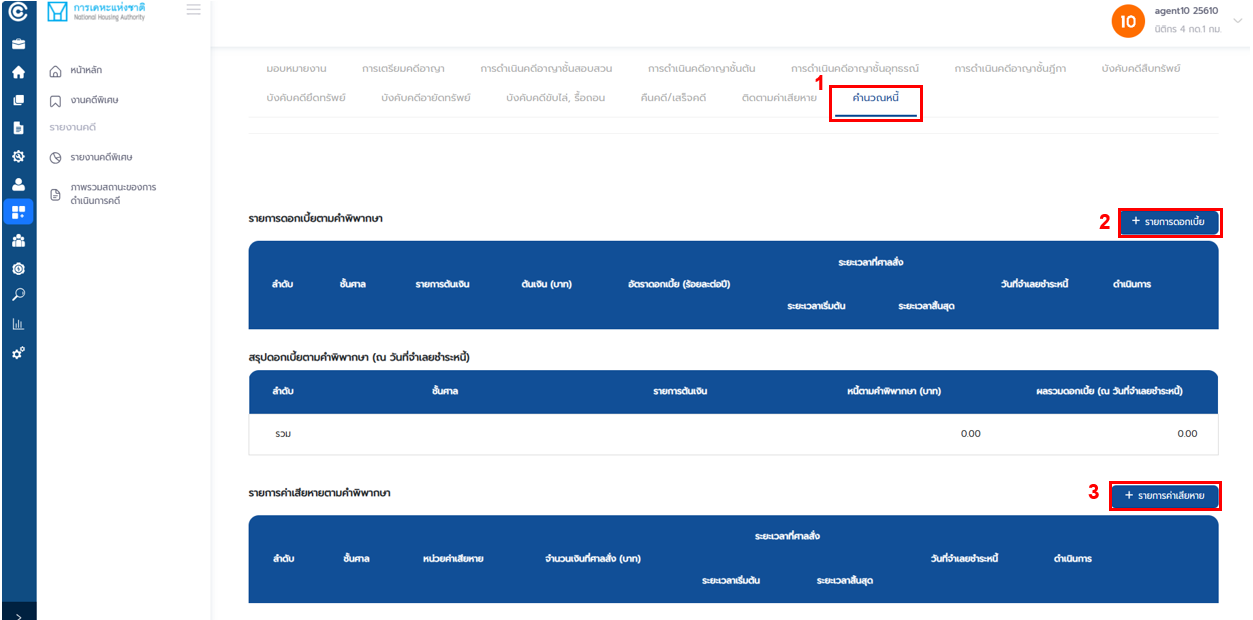 การเคหะแห่งชาติ
National Housing Authority
agent10 25610
10
นิติกร 4 กด.1 กน.
หน้าหลัก
งานคดีพิเศษ
รายงานคดี
รายงานคดีพิเศษ
ภาพรวมสถานะของการ
ดำเนินการคดี
มอบหมายงาน การเตรียมคดีอาญา การดำเนินคดีอาญาชั้นสอบสวน การดำเนินคดีอาญาชั้นต้น การดำเนินคดีอาญาชั้นอุทธรณ์ การดำเนินคดีอาญาชั้นฎีกา บังคับคดีสืบทรัพย์
1
บังคับคดียึดทรัพย์ บังคับคดีอายัดทรัพย์ บังคับคดีขับไล่, รื้อถอน คืนคดี/เสร็จคดี ติดตามค่าเสียหาย คำนวณหนี้
รายการดอกเบี้ยตามคำพิพากษา
2 + รายการดอกเบี้ย
ระยะเวลาที่ศาลสั่ง
ลำดับ ชั้นศาล รายการต้นเงิน ต้นเงิน (บาท) อัตราดอกเบี้ย (ร้อยละต่อปี) วันที่จำเลยชำระหนี้ ดำเนินการ
ระยะเวลาเริ่มต้น ระยะเวลาสิ้นสุด
สรุปดอกเบี้ยตามคำพิพากษา (ณ วันที่จำเลยชำระหนี้)
ลำดับ ชั้นศาล รายการต้นเงิน หนี้ตามคำพิพากษา (บาท) ผลรวมดอกเบี้ย (ณ วันที่จำเลยชำระหนี้)
รวม 0.00 0.00
รายการค่าเสียหายตามคำพิพากษา
3 + รายการค่าเสียหาย
ระยะเวลาที่ศาลสั่ง
ลำดับ ชั้นศาล หน่วยค่าเสียหาย จำนวนเงินที่ศาลสั่ง (บาท) วันที่จำเลยชำระหนี้ ดำเนินการ
ระยะเวลาเริ่มต้น ระยะเวลาสิ้นสุด